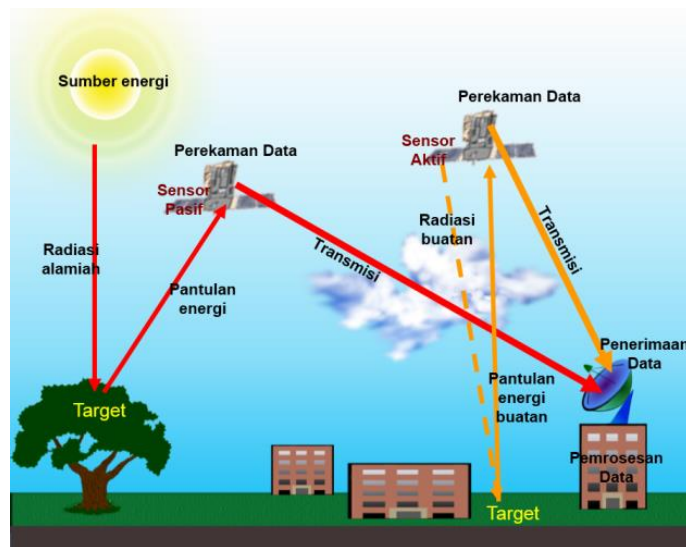 Sumber energi
Perekaman Data
Perekaman Data
Sensor
Aktif
Sensor
Pasif
Radiasi
buatan
Transmisi
Radiasi
alamiah
Transmisi
Pantulan
energi
Penerimaan
Data
Pantulan
energi
buatan
Target
Pemrosesan
Data
Target